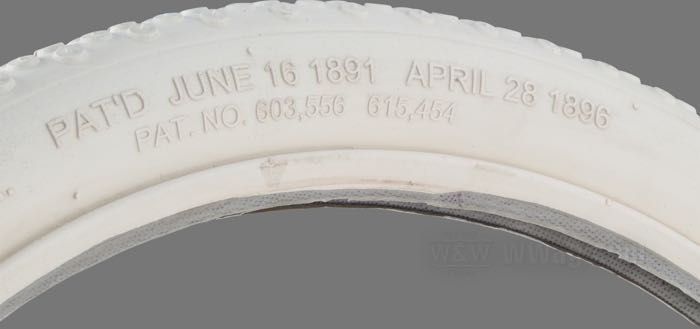 PAT'D JUNE 16 1891 APRIL 28 1896
PAT. NO. 603,556 615,454
W&W